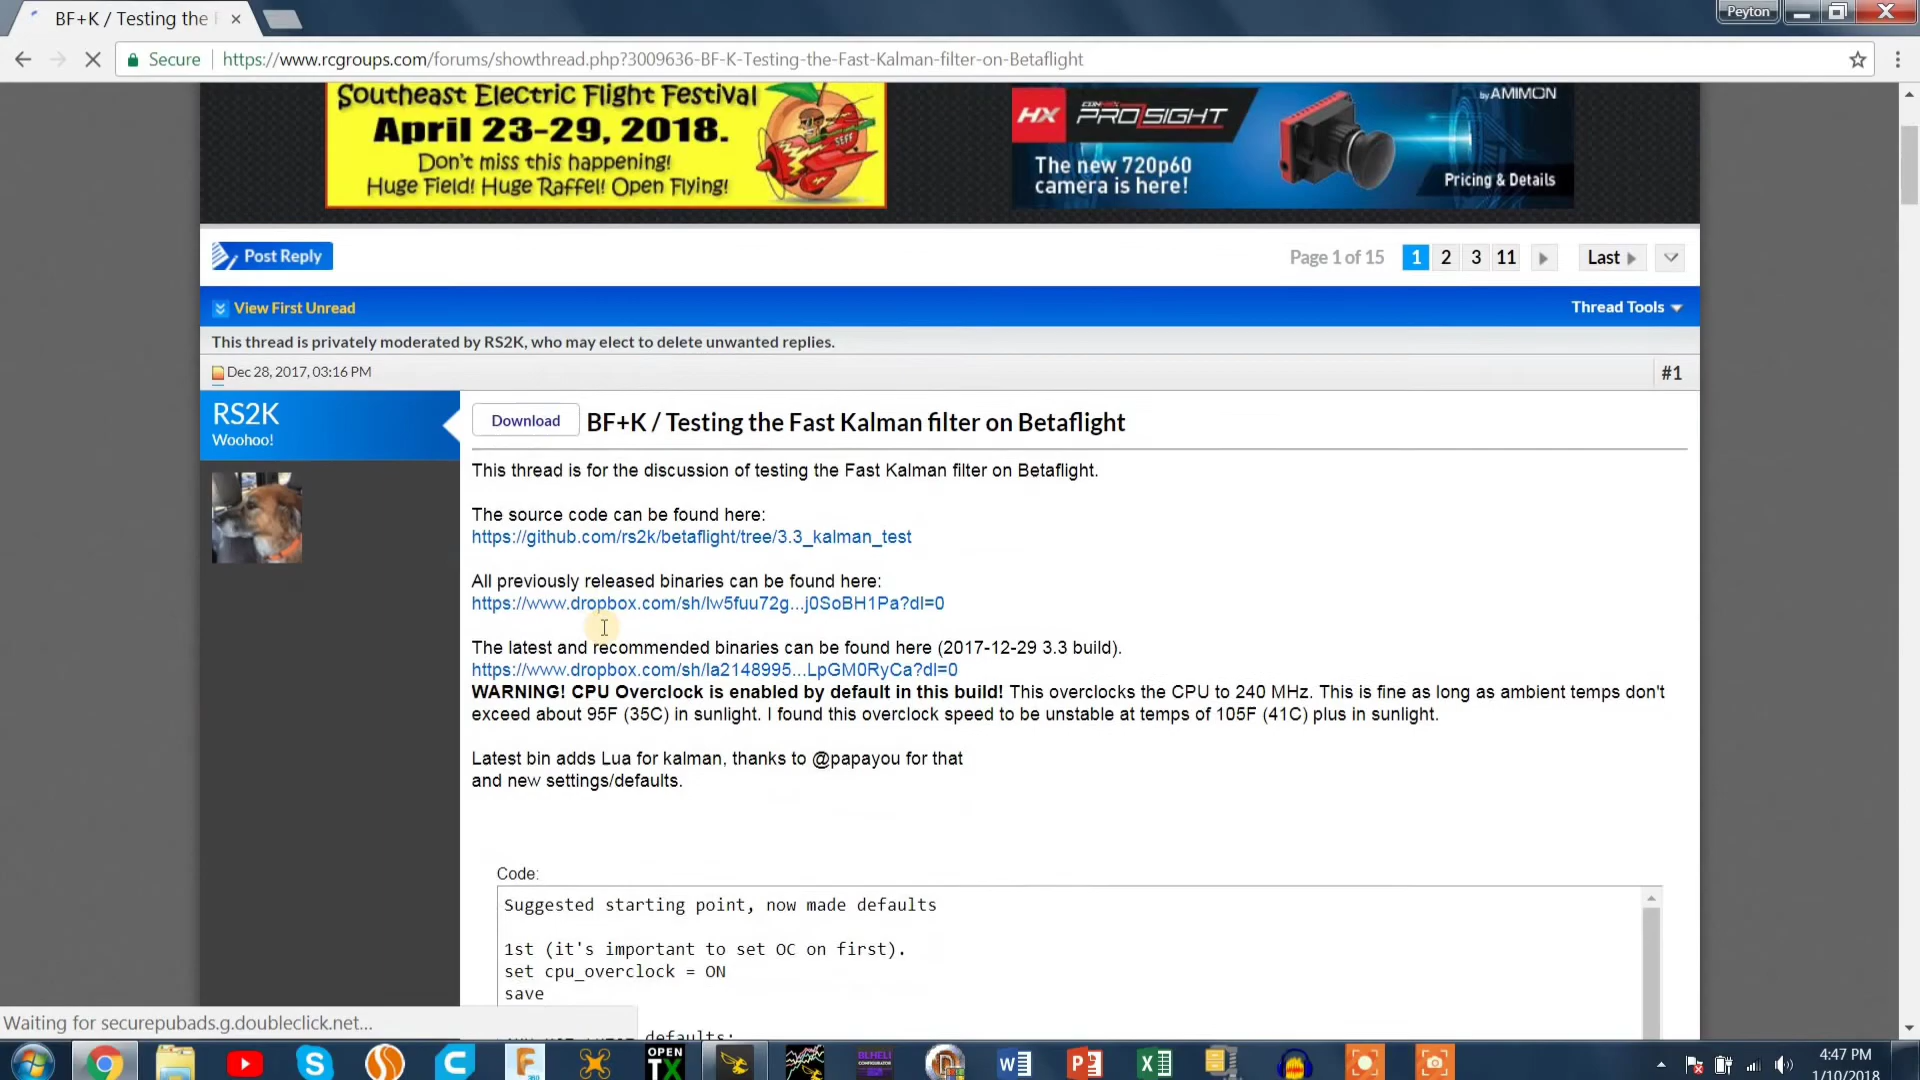 BF+K / Testing the F
Peyton
Secure
https://www.rcgroups.com/forums/showthread.php?3009636-BF-K-Testing-the-Fast-Kalman-filter-on-Betaflight
Southeast Electric Flight Festival
April 23-29, 2018.
Don't miss this happening!
Huge Field! Huge Raffel! Open Flying!
SEFF
HX
PROSIGHT
by AMIMON
The new 720p60
camera is here!
Pricing & Details
Post Reply
Page 1 of 15 1 2 3 11 Last
View First Unread
Thread Tools
This thread is privately moderated by RS2K, who may elect to delete unwanted replies.
Dec 28, 2017, 03:16 PM
#1
RS2K
Woohoo!
Download
BF+K / Testing the Fast Kalman filter on Betaflight
This thread is for the discussion of testing the Fast Kalman filter on Betaflight.
The source code can be found here:
https://github.com/rs2k/betaflight/tree/3.3_kalman_test
All previously released binaries can be found here:
https://www.dropbox.com/sh/lw5fuu72g...j0SoBH1Pa?dl=0
The latest and recommended binaries can be found here (2017-12-29 3.3 build).
https://www.dropbox.com/sh/la2148995...LpGM0RyCa?dl=0
WARNING! CPU Overclock is enabled by default in this build! This overclocks the CPU to 240 MHz. This is fine as long as ambient temps don't
exceed about 95F (35C) in sunlight. I found this overclock speed to be unstable at temps of 105F (41C) plus in sunlight.
Latest bin adds Lua for kalman, thanks to @papayou for that
and new settings/defaults.
Code:
Suggested starting point, now made defaults
1st (it's important to set OC on first).
set cpu_overclock = ON
save
defaults:
Waiting for securepubads.g.doubleclick.net...
OPEN
TX
BLHELI
CONFIGURATOR
4:47 PM
1/10/2018